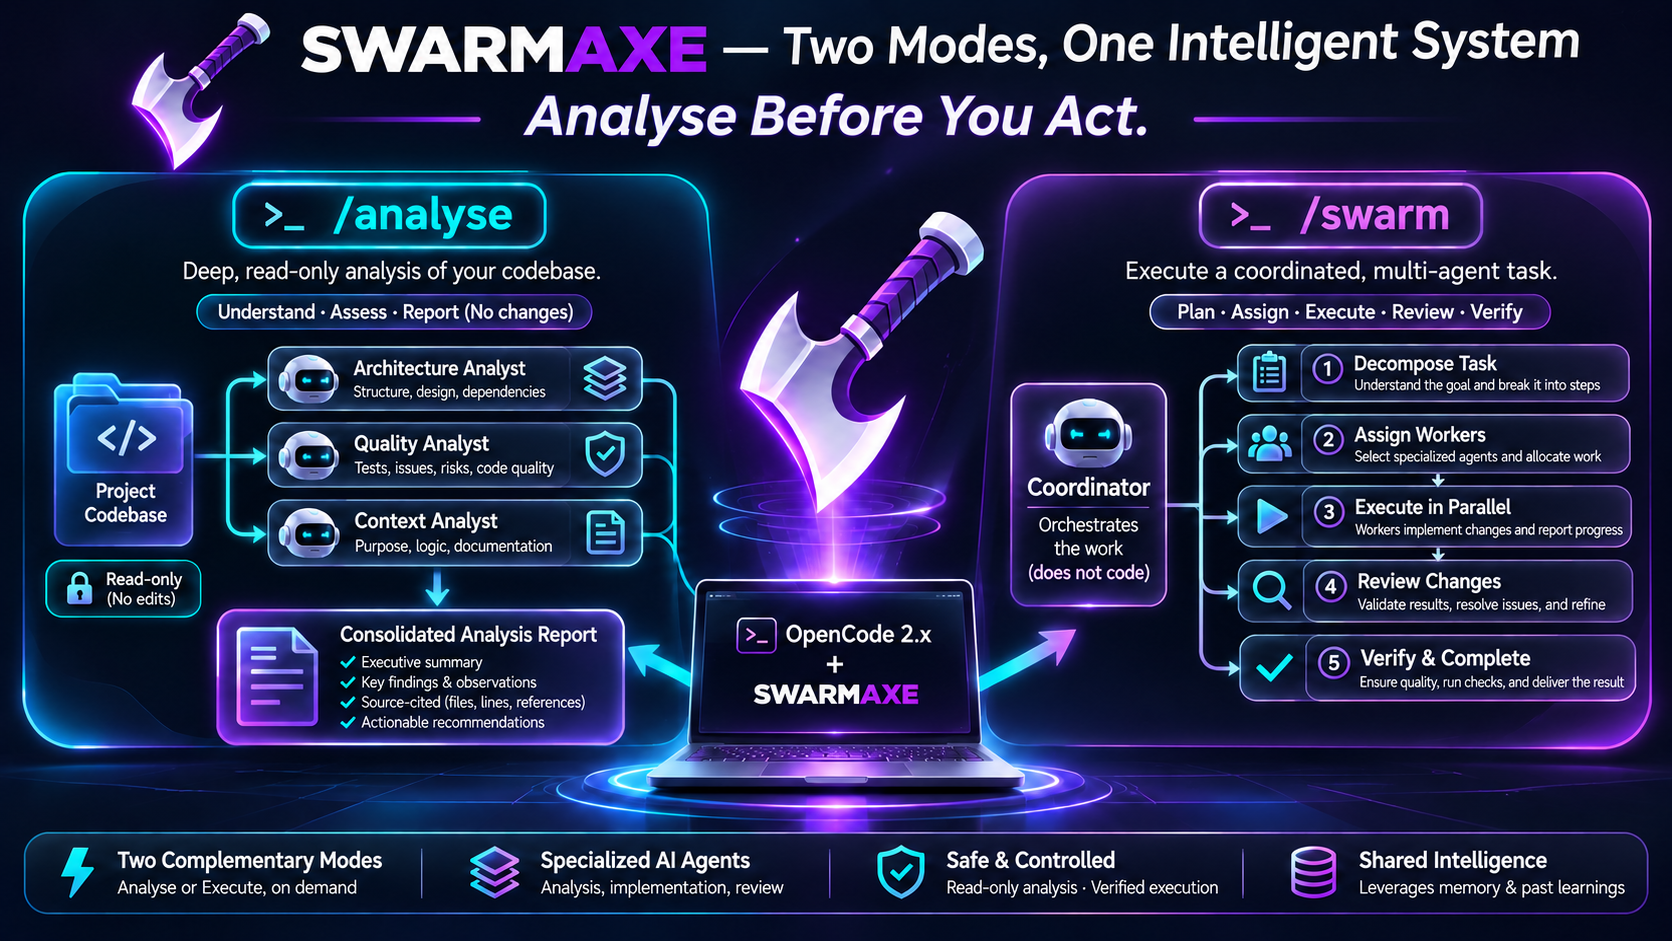 SWARMAXE — Two Modes, One Intelligent System
Analyse Before You Act.
>_ /analyse
Deep, read-only analysis of your codebase.
Understand · Assess · Report (No changes)
</>
Project
Codebase
Read-only
(No edits)
Architecture Analyst
Structure, design, dependencies
Quality Analyst
Tests, issues, risks, code quality
Context Analyst
Purpose, logic, documentation
Consolidated Analysis Report
Executive summary
Key findings & observations
Source-cited (files, lines, references)
Actionable recommendations
>_ OpenCode 2.x
+
SWARMAXE
>_ /swarm
Execute a coordinated, multi-agent task.
Plan · Assign · Execute · Review · Verify
Coordinator
Orchestrates
the work
(does not code)
1 Decompose Task
Understand the goal and break it into steps
2 Assign Workers
Select specialized agents and allocate work
3 Execute in Parallel
Workers implement changes and report progress
4 Review Changes
Validate results, resolve issues, and refine
5 Verify & Complete
Ensure quality, run checks, and deliver the result
Two Complementary Modes
Analyse or Execute, on demand
Specialized AI Agents
Analysis, implementation, review
Safe & Controlled
Read-only analysis · Verified execution
Shared Intelligence
Leverages memory & past learnings